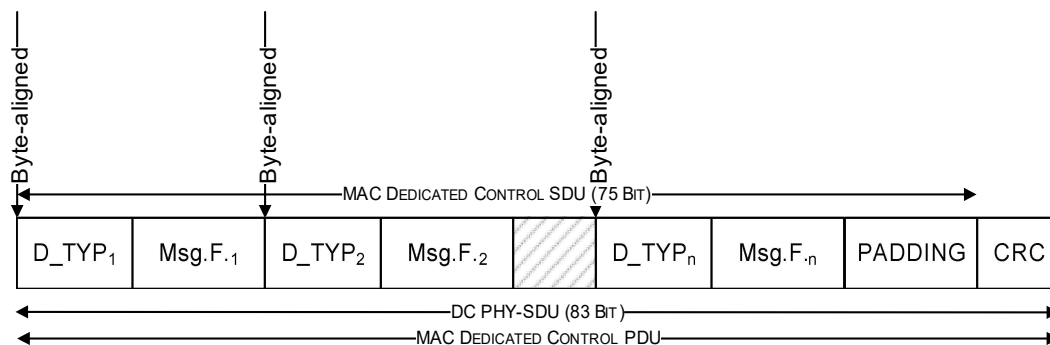 Byte-aligned
Byte-aligned
Byte-aligned
MAC DEDICATED CONTROL SDU (75 BIT)
D_TYP₁ Msg.F.₁ D_TYP₂ Msg.F.₂ D_TYPₙ Msg.F.ₙ PADDING CRC
DC PHY-SDU (83 BIT)
MAC DEDICATED CONTROL PDU